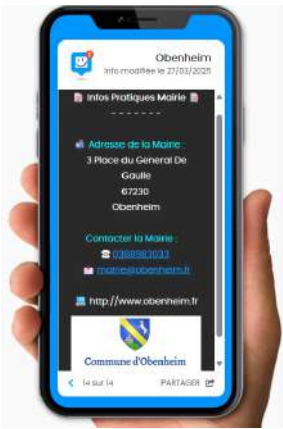 Obenheim
Info modifiée le 27/03/2025
Infos Pratiques Mairie
- - - - - - -
Adresse de la Mairie :
3 Place du General De
Gaulle
67230
Obenheim
Contacter la Mairie :
0388983033
mairie@obenheim.fr
http://www.obenheim.fr
Commune d'Obenheim
14 sur 14
PARTAGER